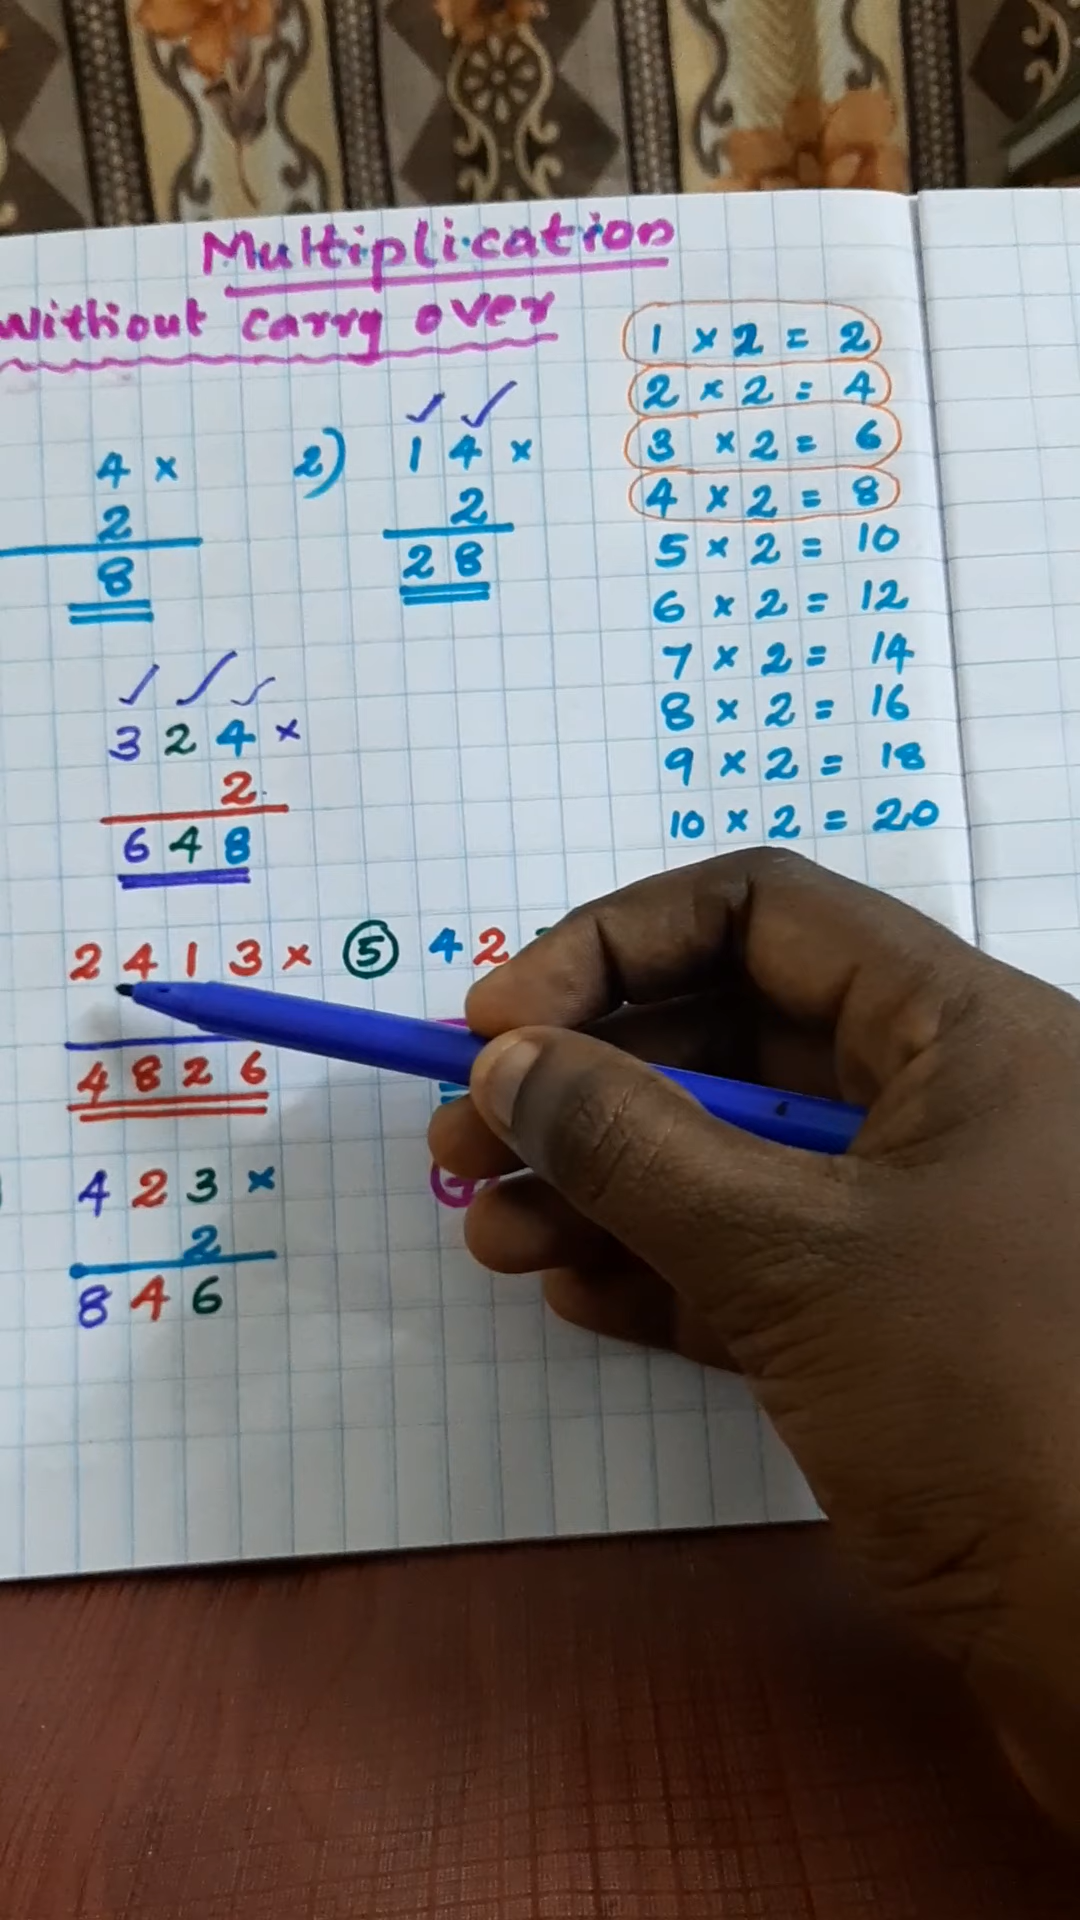 Multiplication
without carry over
4 ×
2
8
2) 1 4 ×
2
2 8
1 × 2 = 2
2 × 2 = 4
3 × 2 = 6
4 × 2 = 8
5 × 2 = 10
6 × 2 = 12
7 × 2 = 14
8 × 2 = 16
9 × 2 = 18
10 × 2 = 20
3 2 4 ×
2
6 4 8
2 4 1 3 ×
4 8 2 6
5 4 2
4 2 3 ×
2
8 4 6